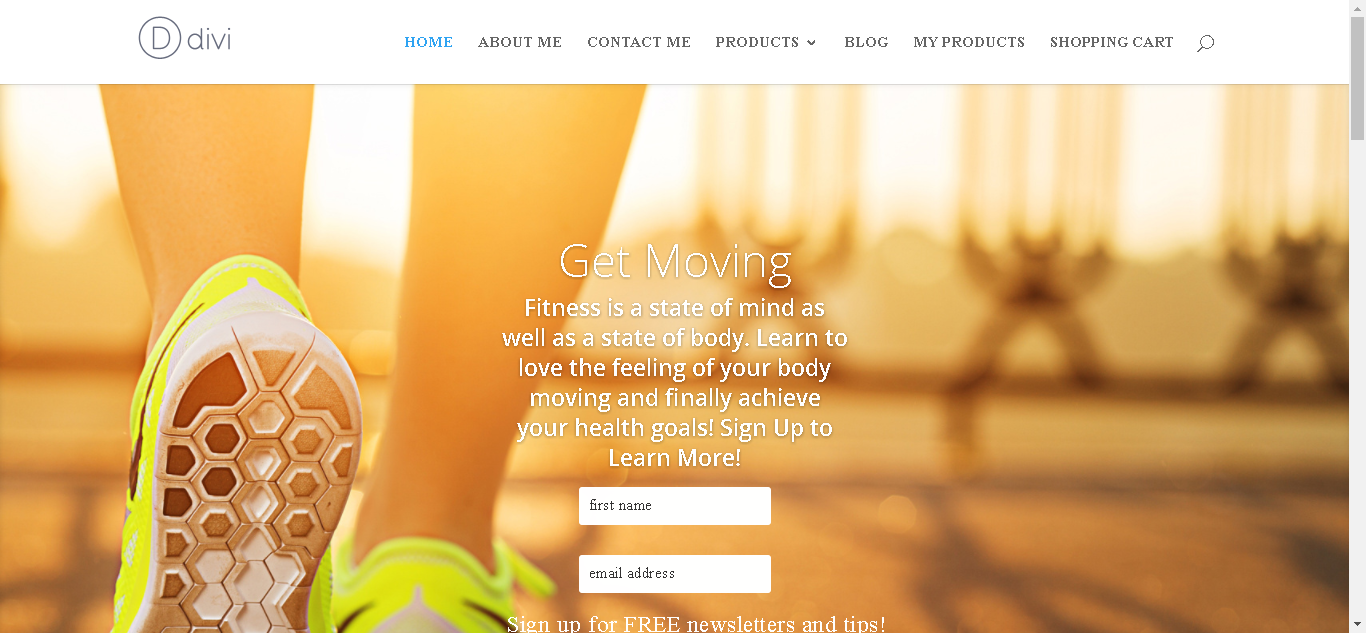 D divi
HOME ABOUT ME CONTACT ME PRODUCTS BLOG MY PRODUCTS SHOPPING CART
Get Moving
Fitness is a state of mind as
well as a state of body. Learn to
love the feeling of your body
moving and finally achieve
your health goals! Sign Up to
Learn More!
first name
email address
Sign up for FREE newsletters and tips!